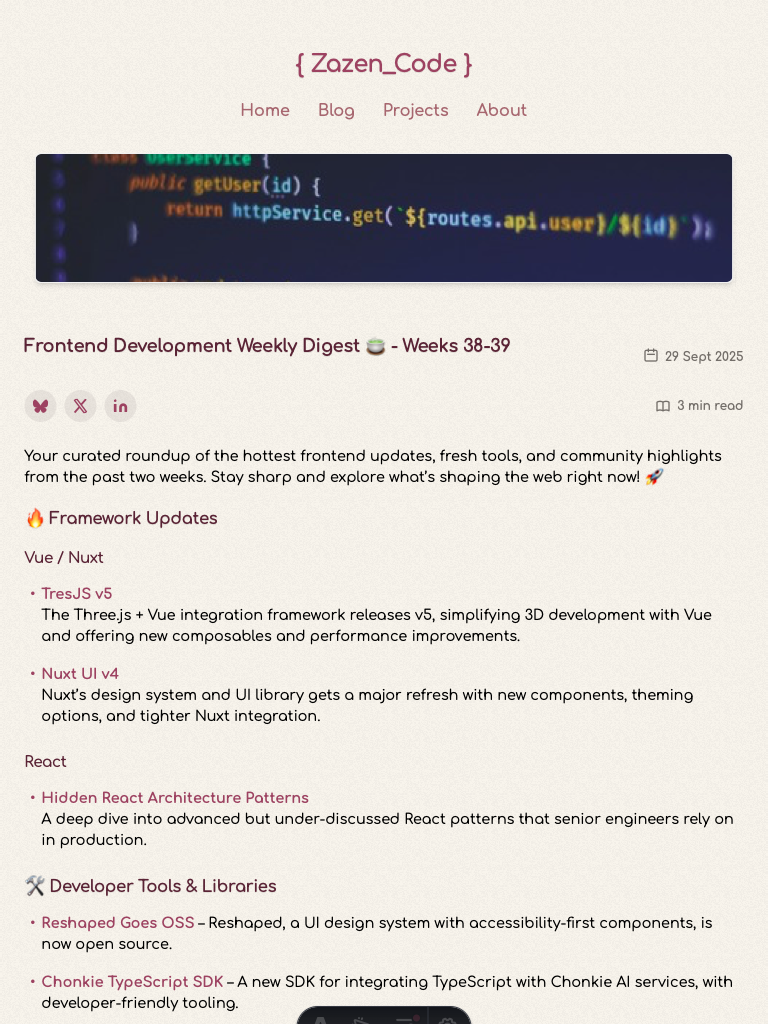 { Zazen_Code }
Home Blog Projects About
class UserService {
public getUser(id) {
return httpService.get(`${routes.api.user}/${id}`);
}
Frontend Development Weekly Digest 🍵 - Weeks 38-39
29 Sept 2025
3 min read
Your curated roundup of the hottest frontend updates, fresh tools, and community highlights
from the past two weeks. Stay sharp and explore what's shaping the web right now! 🚀
🔥 Framework Updates
Vue / Nuxt
• TresJS v5
The Three.js + Vue integration framework releases v5, simplifying 3D development with Vue
and offering new composables and performance improvements.
• Nuxt UI v4
Nuxt's design system and UI library gets a major refresh with new components, theming
options, and tighter Nuxt integration.
React
• Hidden React Architecture Patterns
A deep dive into advanced but under-discussed React patterns that senior engineers rely on
in production.
🛠️ Developer Tools & Libraries
• Reshaped Goes OSS – Reshaped, a UI design system with accessibility-first components, is
now open source.
• Chonkie TypeScript SDK – A new SDK for integrating TypeScript with Chonkie AI services, with
developer-friendly tooling.